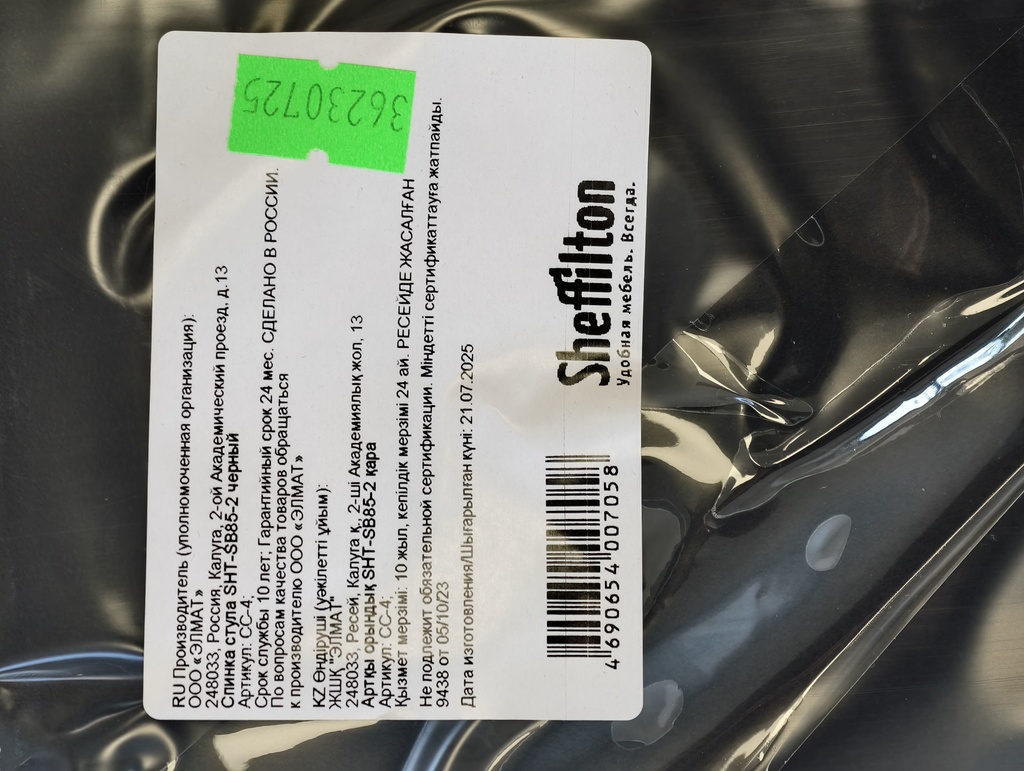 36230725
RU Производитель (уполномоченная организация):
ООО «ЭЛМАТ»
248033, Россия, Калуга, 2-ой Академический проезд, д.13
Спинка стула SHT-SB85-2 черный
Артикул: СС-4;
Срок службы 10 лет; Гарантийный срок 24 мес. СДЕЛАНО В РОССИИ.
По вопросам качества товаров обращаться
к производителю ООО «ЭЛМАТ»
KZ Өндіруші (уәкілетті ұйым):
ЖШҚ "ЭЛМАТ"
248033, Ресей, Калуга қ, 2-ші Академиялық жол, 13
Артқы орындық SHT-SB85-2 қара
Артикул: СС-4;
Қызмет мерзімі: 10 жыл, кепілдік мерзімі 24 ай. РЕСЕЙДЕ ЖАСАЛҒАН
Не подлежит обязательной сертификации. Міндетті сертификаттауға жатпайды.
9438 от 05/10/23
Дата изготовления/Шығарылған күні: 21.07.2025
4 690654 007058
Sheffilton
Удобная мебель. Всегда.